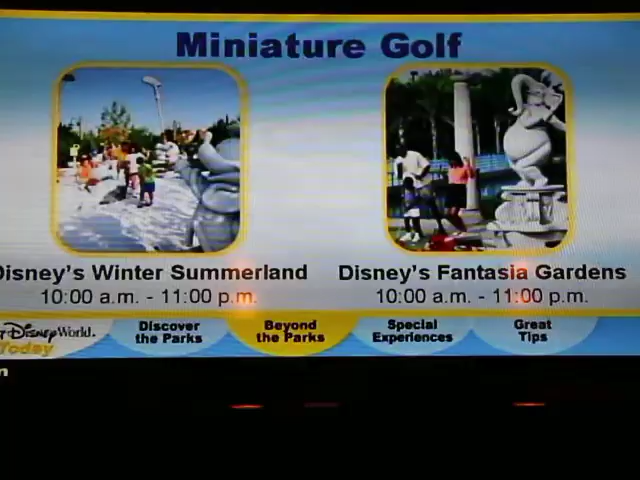 Miniature Golf
Disney's Winter Summerland
10:00 a.m. - 11:00 p.m.
Disney's Fantasia Gardens
10:00 a.m. - 11:00 p.m.
Disney World.
Today
Discover
the Parks
Beyond
the Parks
Special
Experiences
Great
Tips